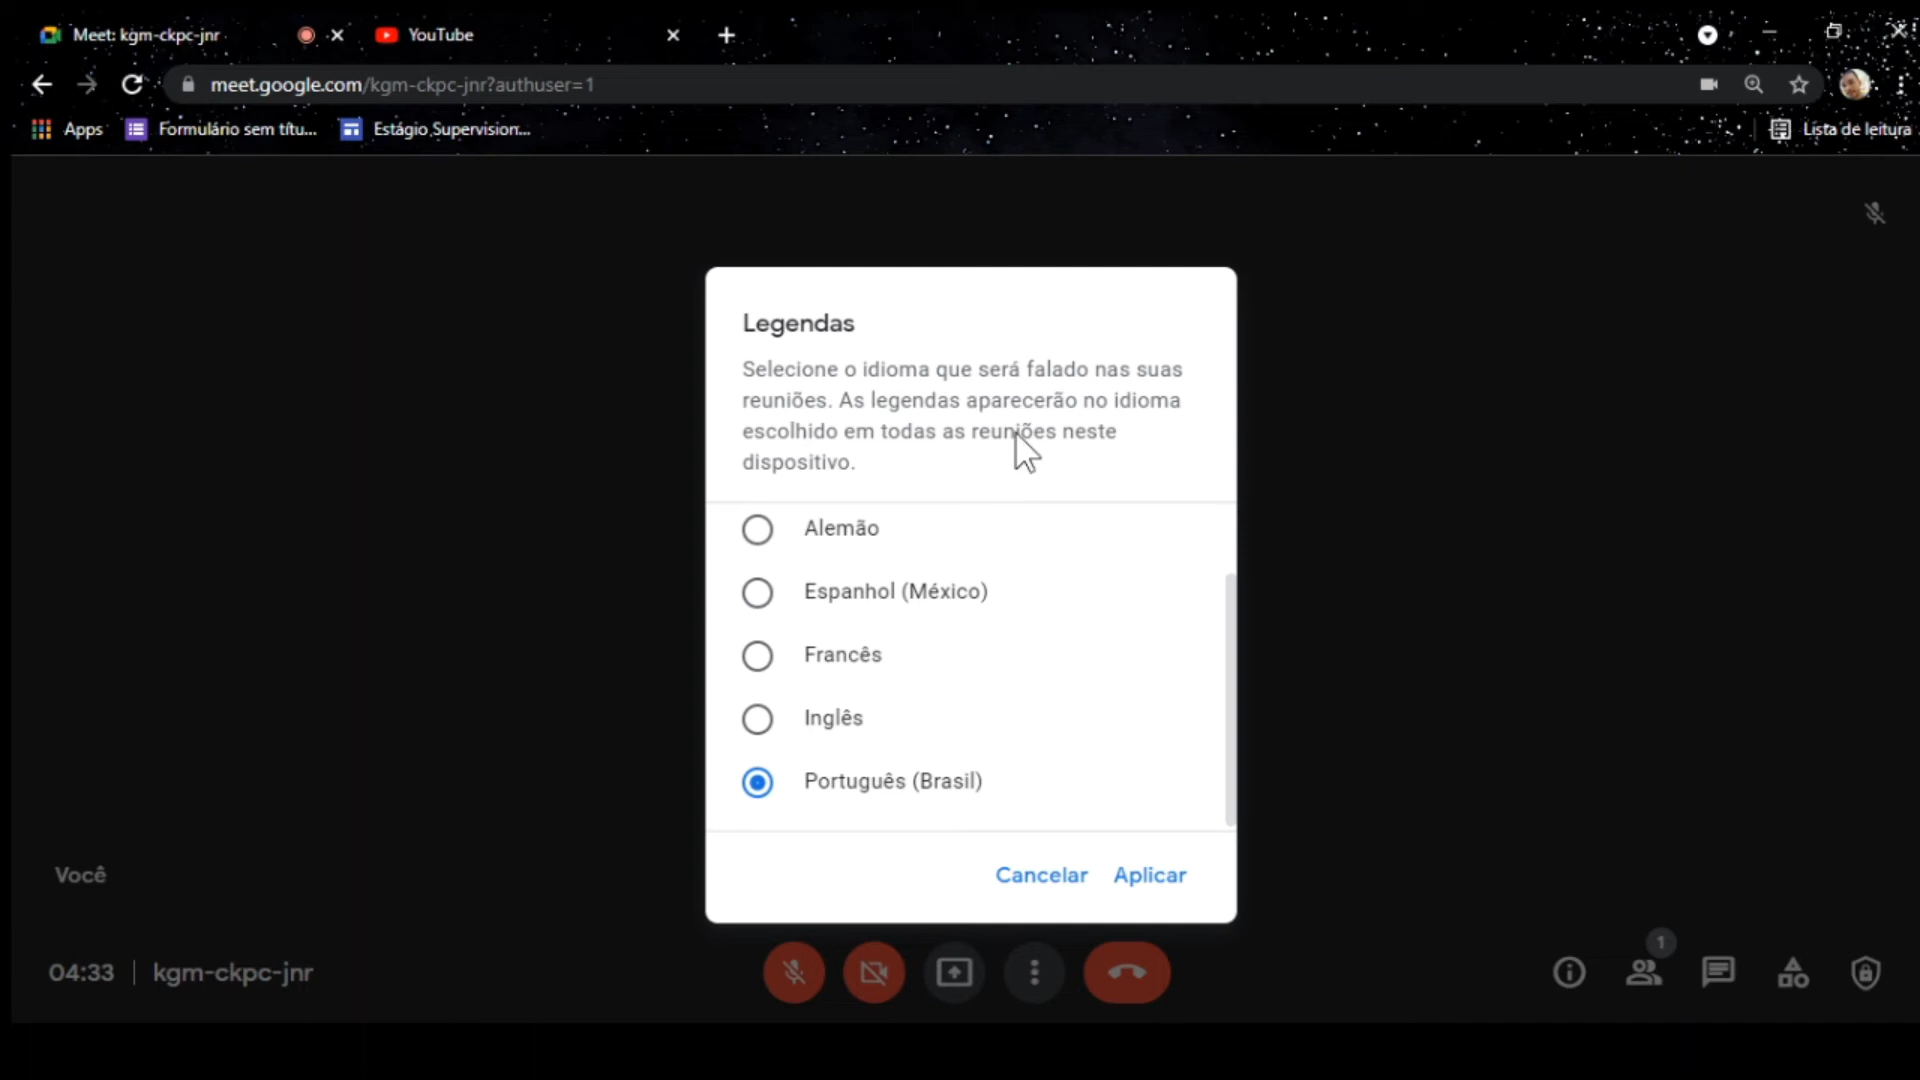 Meet: kgm-ckpc-jnr
YouTube
meet.google.com/kgm-ckpc-jnr?authuser=1
Apps
Formulário sem títu...
Estágio Supervision...
Lista de leitura
Legendas
Selecione o idioma que será falado nas suas
reuniões. As legendas aparecerão no idioma
escolhido em todas as reuniões neste
dispositivo.
Alemão
Espanhol (México)
Francês
Inglês
Português (Brasil)
Cancelar Aplicar
Você
04:33 | kgm-ckpc-jnr
1